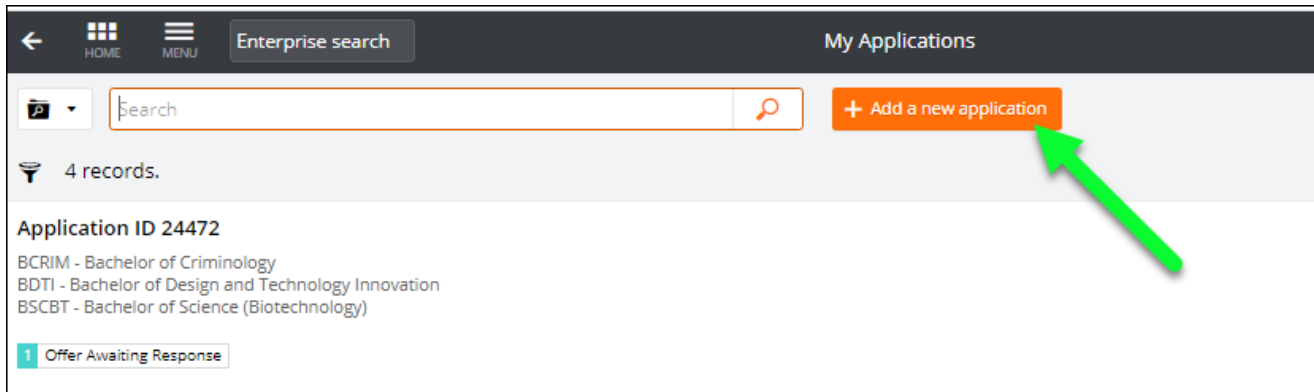 HOME
MENU
Enterprise search
My Applications
Search
+ Add a new application
4 records.
Application ID 24472
BCRIM - Bachelor of Criminology
BDTI - Bachelor of Design and Technology Innovation
BSCBT - Bachelor of Science (Biotechnology)
1 Offer Awaiting Response